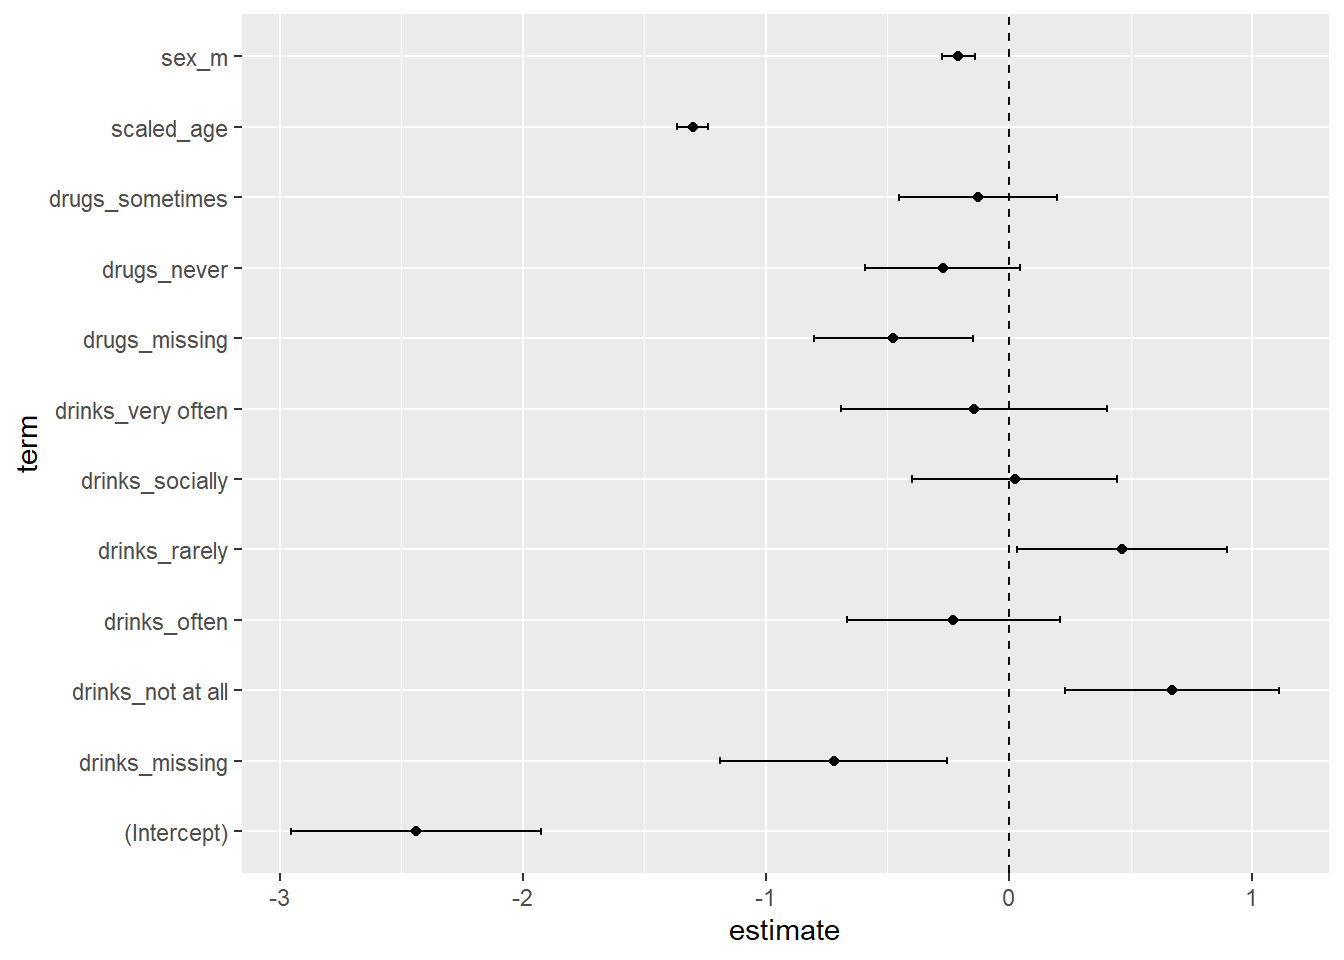 sex_m
scaled_age
drugs_sometimes
drugs_never
drugs_missing
drinks_very often
drinks_socially
drinks_rarely
drinks_often
drinks_not at all
drinks_missing
(Intercept)
term
-3 -2 -1 0 1
estimate